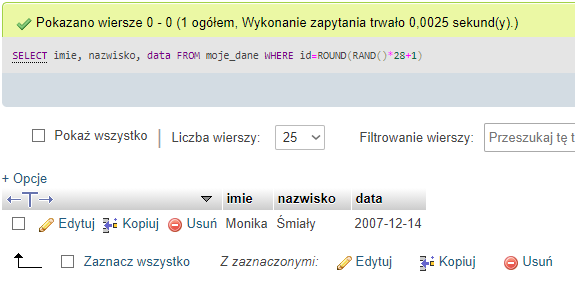 Pokazano wiersze 0 - 0 (1 ogółem, Wykonanie zapytania trwało 0,0025 sekund(y).)
SELECT imie, nazwisko, data FROM moje_dane WHERE id=ROUND(RAND()*28+1)
Pokaż wszystko | Liczba wierszy: 25 Filtrowanie wierszy: Przeszukaj tę t
+ Opcje
imie nazwisko data
Edytuj Kopiuj Usuń Monika Śmiały 2007-12-14
Zaznacz wszystko Z zaznaczonymi: Edytuj Kopiuj Usuń